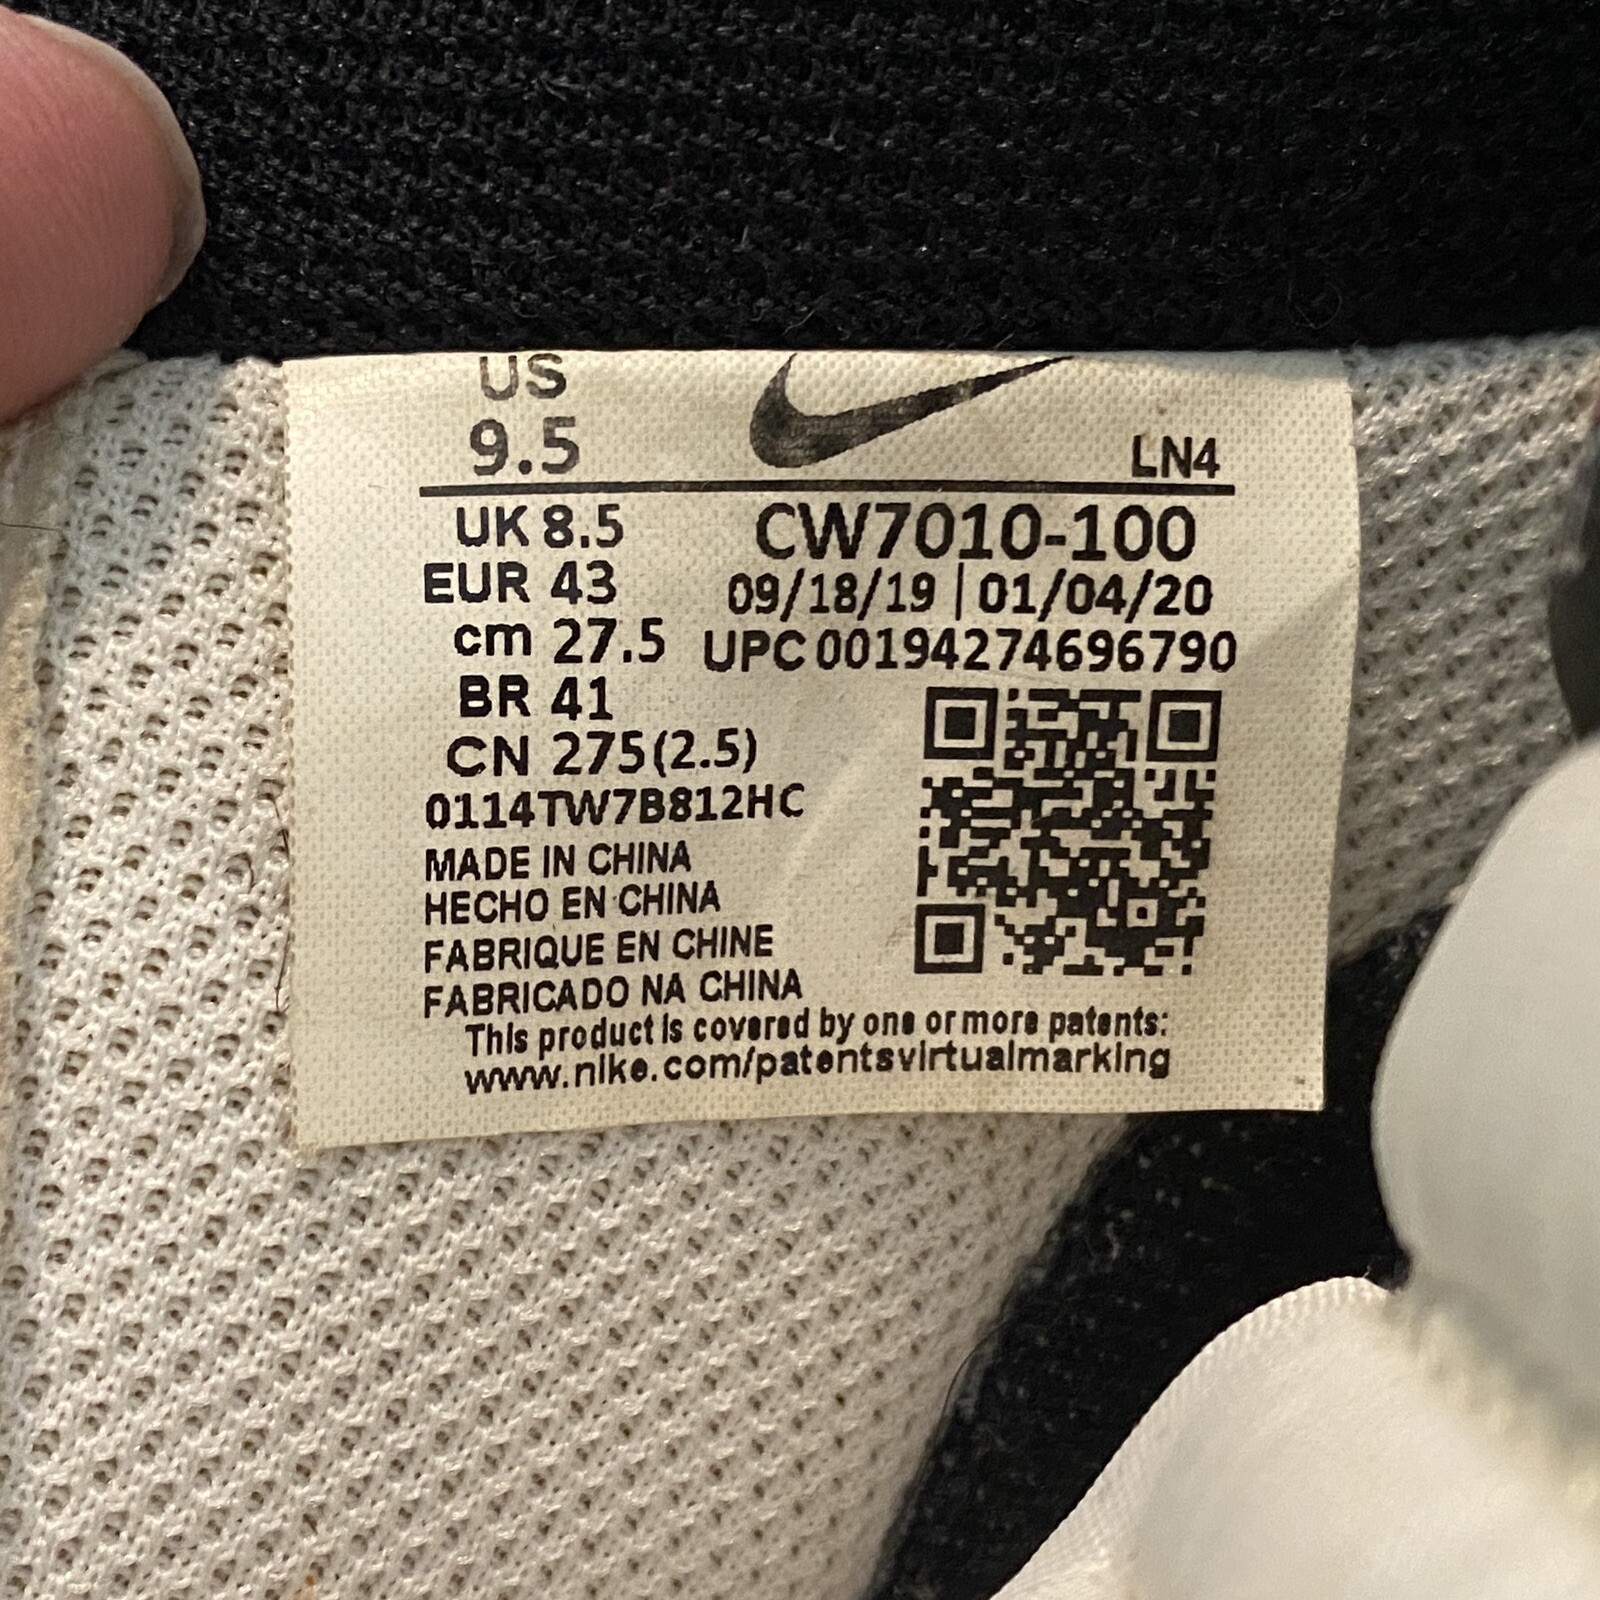 US
9.5
LN4
UK 8.5
CW7010-100
EUR 43
09/18/19 | 01/04/20
cm 27.5
UPC 00194274696790
BR 41
CN 275(2.5)
0114TW7B812HC
MADE IN CHINA
HECHO EN CHINA
FABRIQUE EN CHINE
FABRICADO NA CHINA
This product is covered by one or more patents:
www.nike.com/patentsvirtualmarking